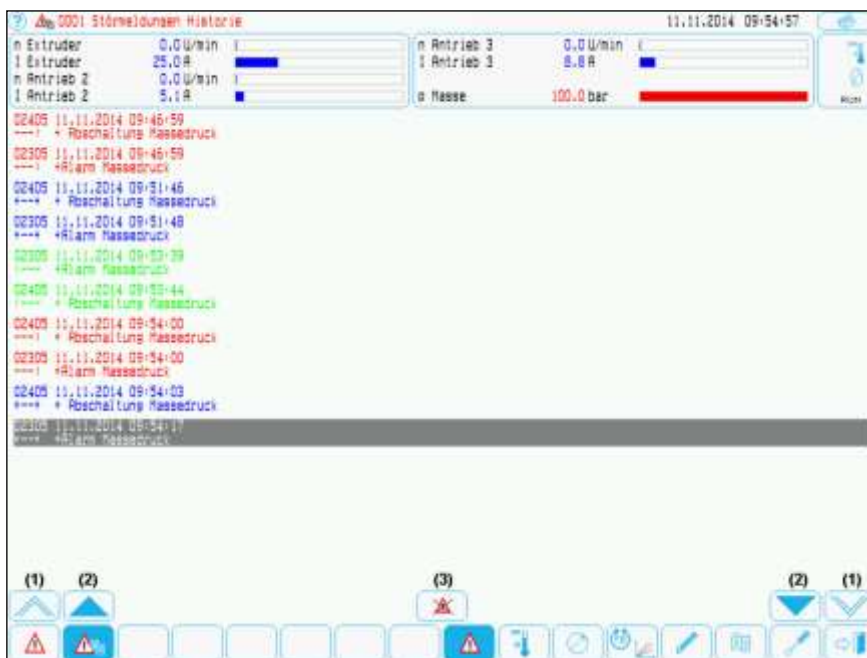 0001 Störmeldungen Historie 11.11.2014 09:54:57
n Extruder 0.0 U/min
I Extruder 25.0 A
n Antrieb 2 0.0 U/min
I Antrieb 2 5.1 A
n Antrieb 3 0.0 U/min
I Antrieb 3 8.8 A
p Masse 100.0 bar
02405 11.11.2014 09:46:59
---! + Abschaltung Massedruck
02305 11.11.2014 09:46:59
---! +Alarm Massedruck
02405 11.11.2014 09:51:46
+--+ + Abschaltung Massedruck
02305 11.11.2014 09:51:48
+--+ +Alarm Massedruck
02305 11.11.2014 09:53:39
!--- +Alarm Massedruck
02405 11.11.2014 09:53:44
!--- + Abschaltung Massedruck
02405 11.11.2014 09:54:00
---! + Abschaltung Massedruck
02305 11.11.2014 09:54:00
---! +Alarm Massedruck
02405 11.11.2014 09:54:03
+--+ + Abschaltung Massedruck
02305 11.11.2014 09:54:17
+--+ +Alarm Massedruck
(1) (2) (3) (2) (1)